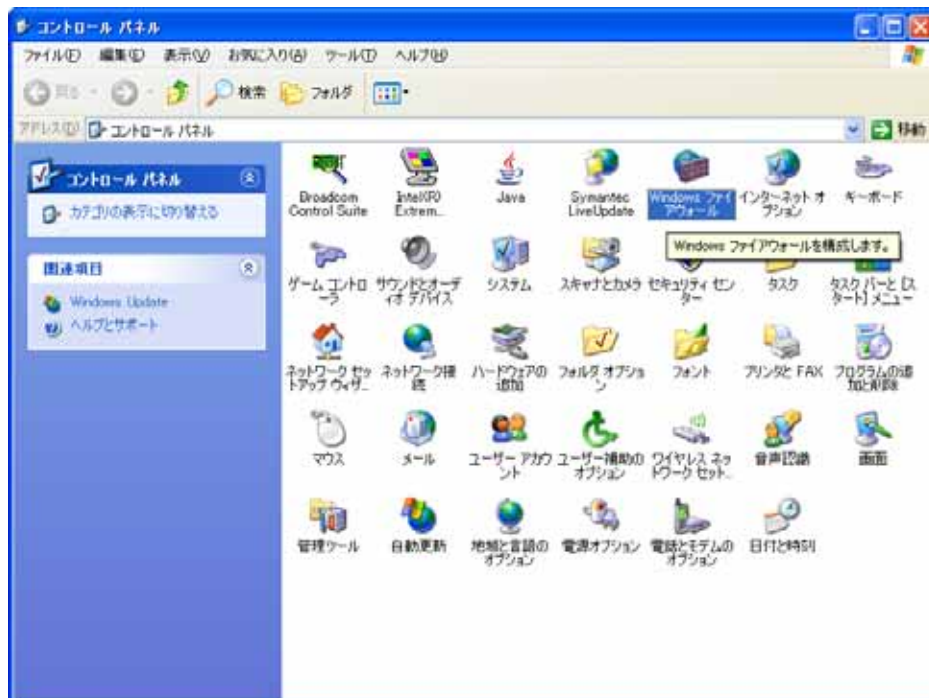 コントロール パネル
ファイル(F) 編集(E) 表示(V) お気に入り(A) ツール(T) ヘルプ(H)
戻る 検索 フォルダ
アドレス(D) コントロール パネル 移動
コントロール パネル
カテゴリの表示に切り替える
関連項目
Windows Update
ヘルプとサポート
Broadcom
Control Suite
Intel(R) PRO
Extrem...
Java
Symantec
LiveUpdate
Windows ファイ
アウォール
インターネット オ
プション
キーボード
Windows ファイアウォールを構成します。
ゲーム コントロ
ーラ
サウンドとオーデ
ィオ デバイス
システム
スキャナとカメラ
セキュリティ セン
ター
タスク
タスク バーと [ス
タート] メニュー
ネットワーク セッ
トアップ ウィザ...
ネットワーク接
続
ハードウェアの
追加
フォルダ オプショ
ン
フォント
プリンタと FAX
プログラムの追
加と削除
マウス
メール
ユーザー アカウ
ント
ユーザー補助の
オプション
ワイヤレス ネッ
トワーク セット...
音声認識
画面
管理ツール
自動更新
地域と言語の
オプション
電源オプション
電話とモデムの
オプション
日付と時刻